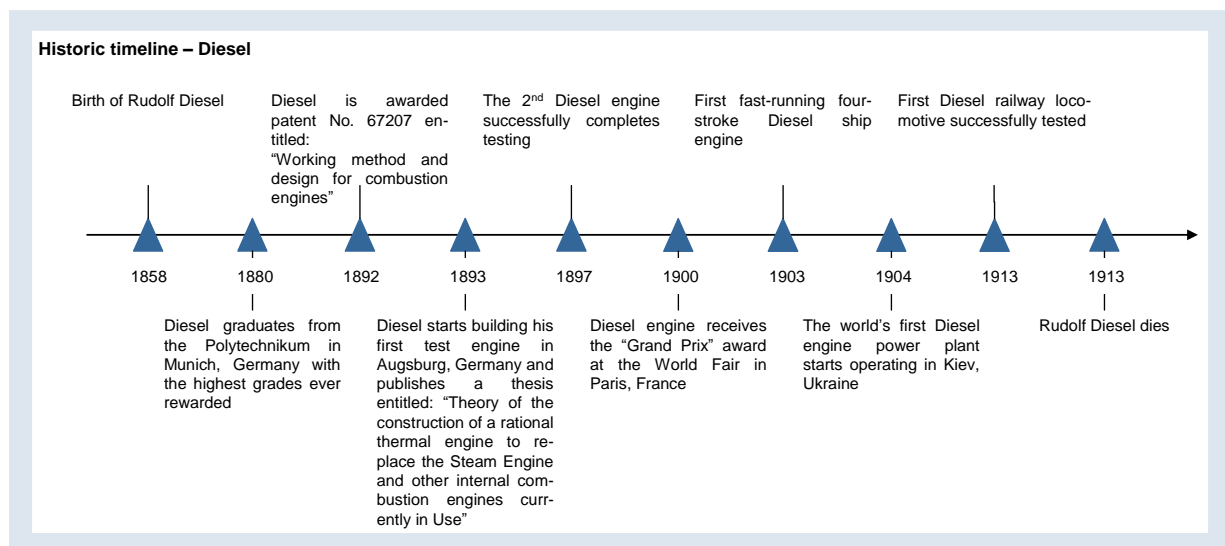 Historic timeline – Diesel
Birth of Rudolf Diesel
Diesel is awarded
patent No. 67207 en-
titled:
“Working method and
design for combustion
engines”
The 2nd Diesel engine
successfully completes
testing
First fast-running four-
stroke Diesel ship
engine
First Diesel railway loco-
motive successfully tested
1858
1880
1892
1893
1897
1900
1903
1904
1913
1913
Diesel graduates from
the Polytechnikum in
Munich, Germany with
the highest grades ever
rewarded
Diesel starts building his
first test engine in
Augsburg, Germany and
publishes a thesis
entitled: “Theory of the
construction of a rational
thermal engine to re-
place the Steam Engine
and other internal com-
bustion engines curr-
ently in Use”
Diesel engine receives
the “Grand Prix” award
at the World Fair in
Paris, France
The world’s first Diesel
engine power plant
starts operating in Kiev,
Ukraine
Rudolf Diesel dies